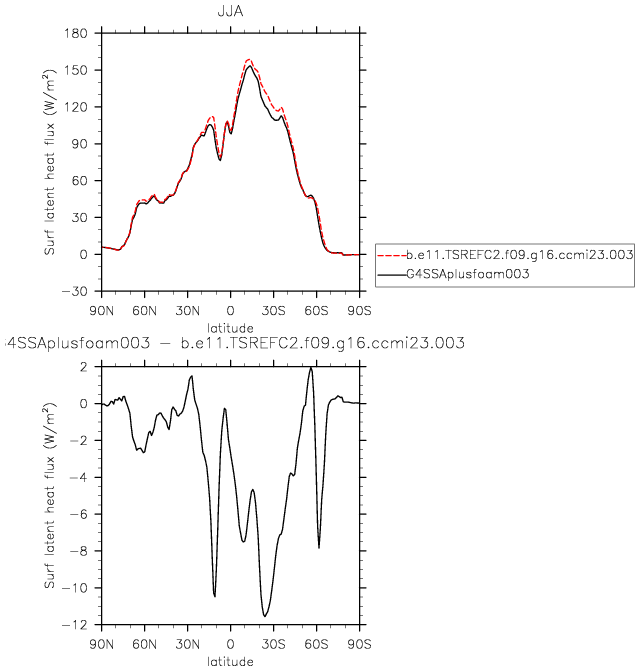 JJA
Surf latent heat flux (W/m²)
180
150
120
90
60
30
0
-30
90N 60N 30N 0 30S 60S 90S
latitude
b.e11.TSREFC2.f09.g16.ccmi23.003
G4SSAplusfoam003
4SSAplusfoam003 - b.e11.TSREFC2.f09.g16.ccmi23.003
Surf latent heat flux (W/m²)
2
0
-2
-4
-6
-8
-10
-12
90N 60N 30N 0 30S 60S 90S
latitude